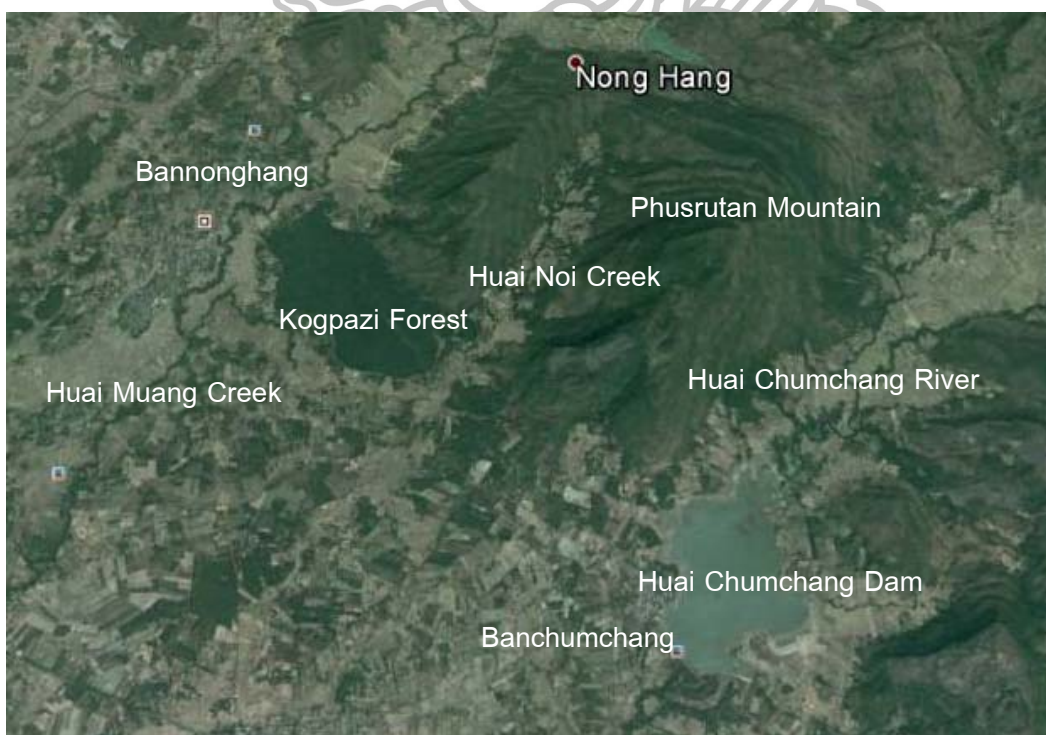 Nong Hang
Bannonghang
Phusrutan Mountain
Huai Noi Creek
Kogpazi Forest
Huai Chumchang River
Huai Muang Creek
Huai Chumchang Dam
Banchumchang